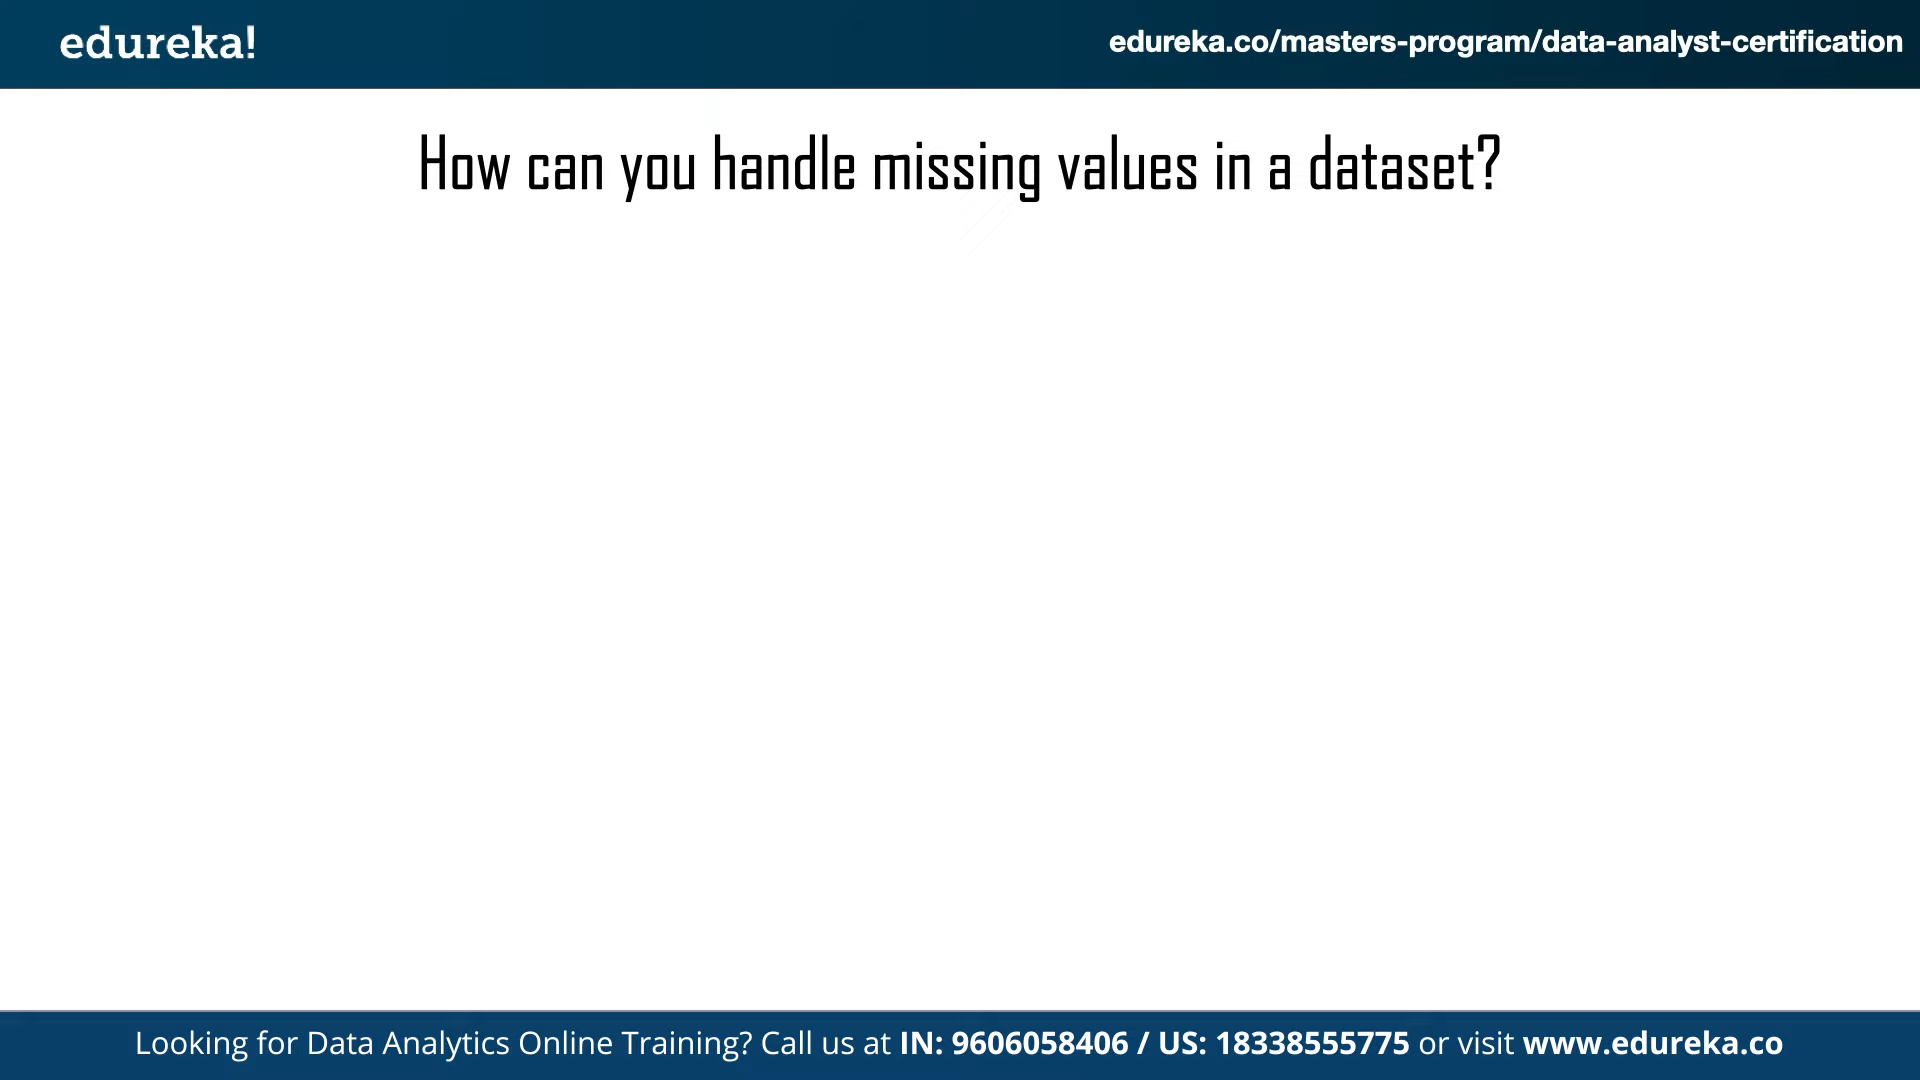 edureka!
edureka.co/masters-program/data-analyst-certification
How can you handle missing values in a dataset?
Looking for Data Analytics Online Training? Call us at IN: 9606058406 / US: 18338555775 or visit www.edureka.co